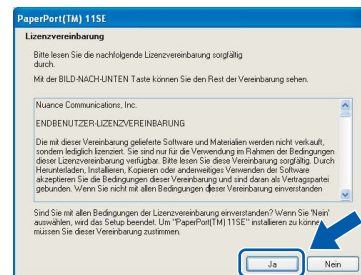 PaperPort(TM) 11SE
Lizenzvereinbarung
Bitte lesen Sie die nachfolgende Lizenzvereinbarung sorgfältig
durch.
Mit der BILD-NACH-UNTEN Taste können Sie den Rest der Vereinbarung sehen.
Nuance Communications, Inc.
ENDBENUTZER-LIZENZVEREINBARUNG
Die mit dieser Vereinbarung gelieferte Software und Materialien werden nicht verkauft,
sondern lediglich lizenziert. Sie sind nur für die Verwendung im Rahmen der Bedingungen
dieser Lizenzvereinbarung verfügbar. Bitte lesen Sie diese Vereinbarung sorgfältig. Durch
Herunterladen, Installieren, Kopieren oder anderweitiges Verwenden der Software
akzeptieren Sie die Bedingungen dieser Vereinbarung und sind daran als Vertragspartei
gebunden. Wenn Sie nicht mit allen Bedingungen dieser Vereinbarung einverstanden
Sind Sie mit allen Bedingungen der Lizenzvereinbarung einverstanden? Wenn Sie 'Nein'
auswählen, wird das Setup beendet. Um "PaperPort(TM) 11SE" installieren zu
müssen Sie dieser Vereinbarung zustimmen.
Ja
Nein